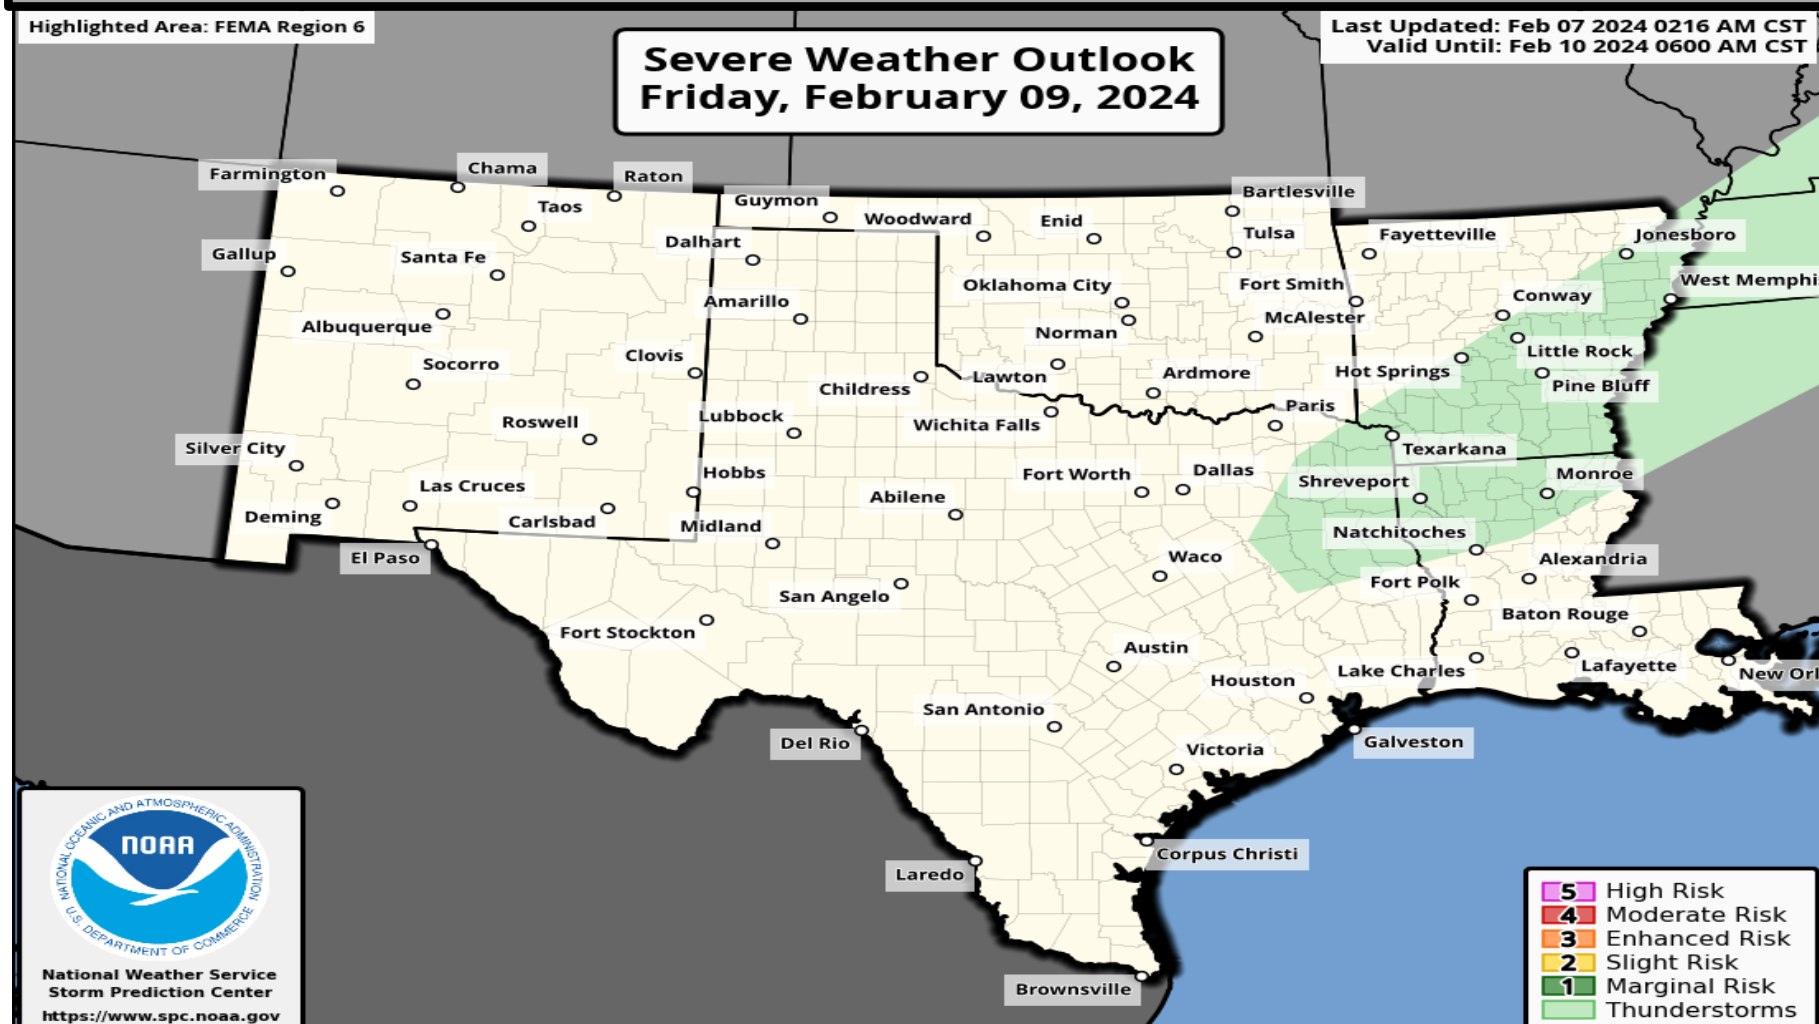 Highlighted Area: FEMA Region 6
Last Updated: Feb 07 2024 0216 AM CST
Valid Until: Feb 10 2024 0600 AM CST
Severe Weather Outlook
Friday, February 09, 2024
Farmington
Chama
Raton
Taos
Guymon
Woodward
Enid
Bartlesville
Tulsa
Fayetteville
Jonesboro
Gallup
Santa Fe
Dalhart
Oklahoma City
Fort Smith
Conway
West Memphi
Albuquerque
Amarillo
Norman
McAlester
Little Rock
Socorro
Clovis
Childress
Lawton
Ardmore
Hot Springs
Pine Bluff
Roswell
Lubbock
Wichita Falls
Paris
Texarkana
Silver City
Las Cruces
Hobbs
Abilene
Fort Worth
Dallas
Shreveport
Monroe
Deming
Carlsbad
Midland
Natchitoches
El Paso
San Angelo
Waco
Fort Polk
Alexandria
Fort Stockton
Austin
Baton Rouge
Houston
Lake Charles
Lafayette
New Orl
Del Rio
San Antonio
Victoria
Galveston
Laredo
Corpus Christi
Brownsville
NATIONAL OCEANIC AND ATMOSPHERIC ADMINISTRATION
NOAA
U.S. DEPARTMENT OF COMMERCE
National Weather Service
Storm Prediction Center
https://www.spc.noaa.gov
5 High Risk
4 Moderate Risk
3 Enhanced Risk
2 Slight Risk
1 Marginal Risk
Thunderstorms